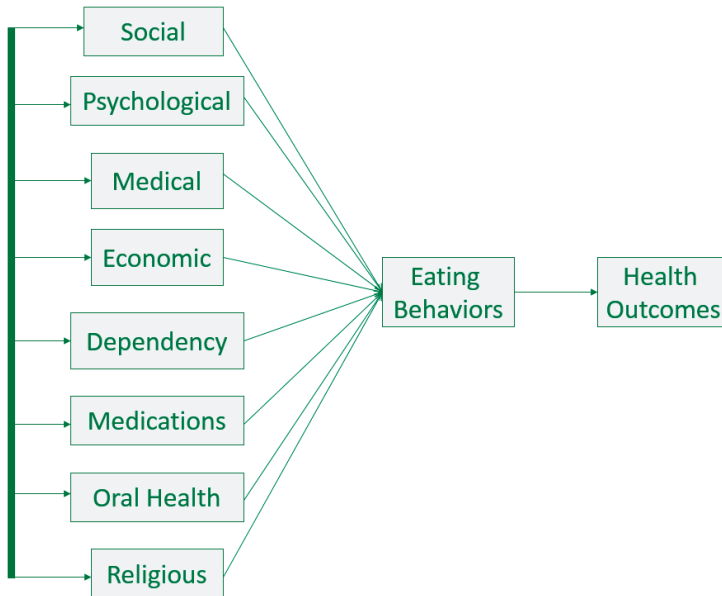 Social
Psychological
Medical
Economic
Dependency
Medications
Oral Health
Religious
Eating
Behaviors
Health
Outcomes